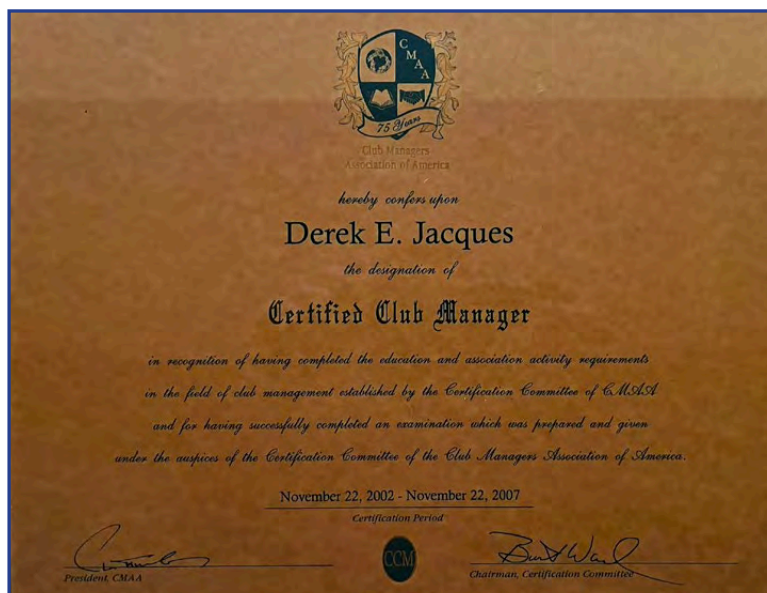 CMAA
75 Years
Club Managers
Association of America
hereby confers upon
Derek E. Jacques
the designation of
Certified Club Manager
in recognition of having completed the education and association activity requirements
in the field of club management established by the Certification Committee of CMAA
and for having successfully completed an examination which was prepared and given
under the auspices of the Certification Committee of the Club Managers Association of America.
November 22, 2002 - November 22, 2007
Certification Period
CCM
President, CMAA
Chairman, Certification Committee